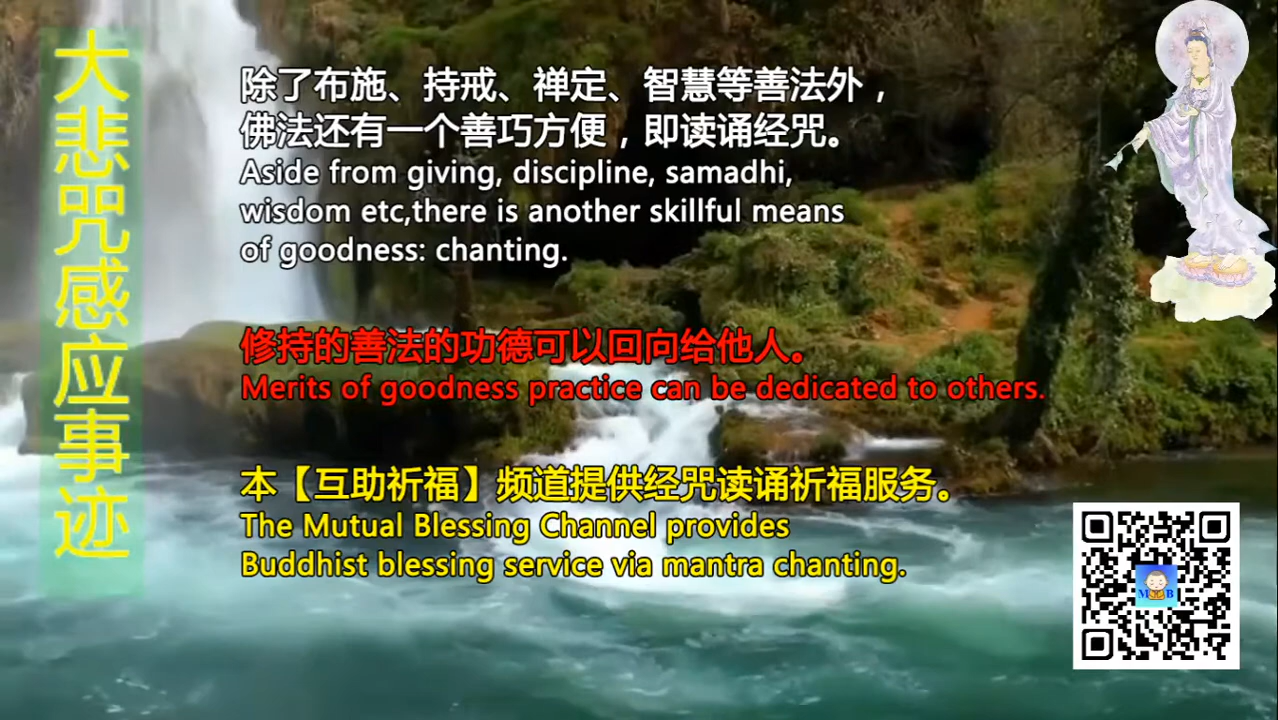 大悲咒感应事迹
除了布施、持戒、禅定、智慧等善法外，
佛法还有一个善巧方便，即读诵经咒。
Aside from giving, discipline, samadhi,
wisdom etc,there is another skillful means
of goodness: chanting.
修持的善法的功德可以回向给他人。
Merits of goodness practice can be dedicated to others.
本【互助祈福】频道提供经咒读诵祈福服务。
The Mutual Blessing Channel provides
Buddhist blessing service via mantra chanting.
M B